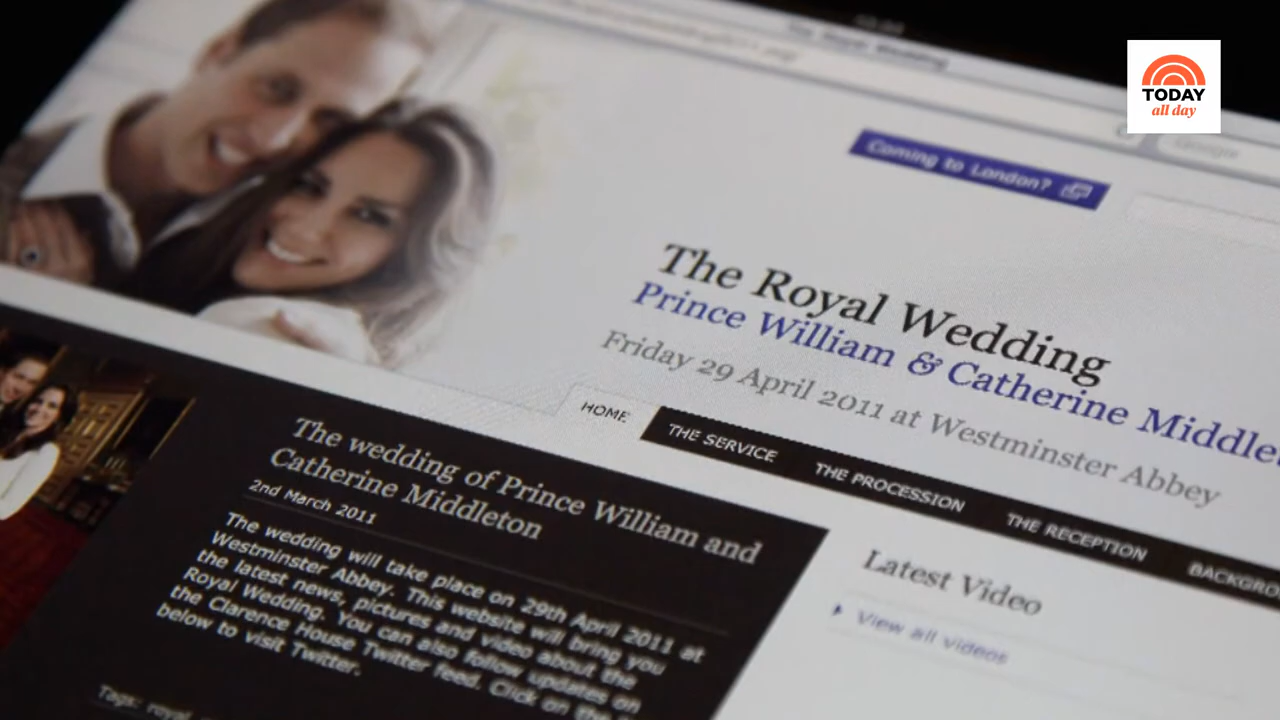 TODAY
all day
Google
Coming to London?
The Royal Wedding
Prince William & Catherine
Friday 29 April 2011 at Westminster Abbey
HOME
THE SERVICE
THE PROCESSION
THE RECEPTION
The wedding of Prince William and
Catherine Middleton
2nd March 2011
The wedding will take place on 29th April 2011 at
Westminster Abbey. This website will bring you
the latest news, pictures and video about the
Royal Wedding. You can also follow updates on
the Clarence House Twitter feed. Click on the
below to visit Twitter.
Tags: royal
Latest Video
View all videos